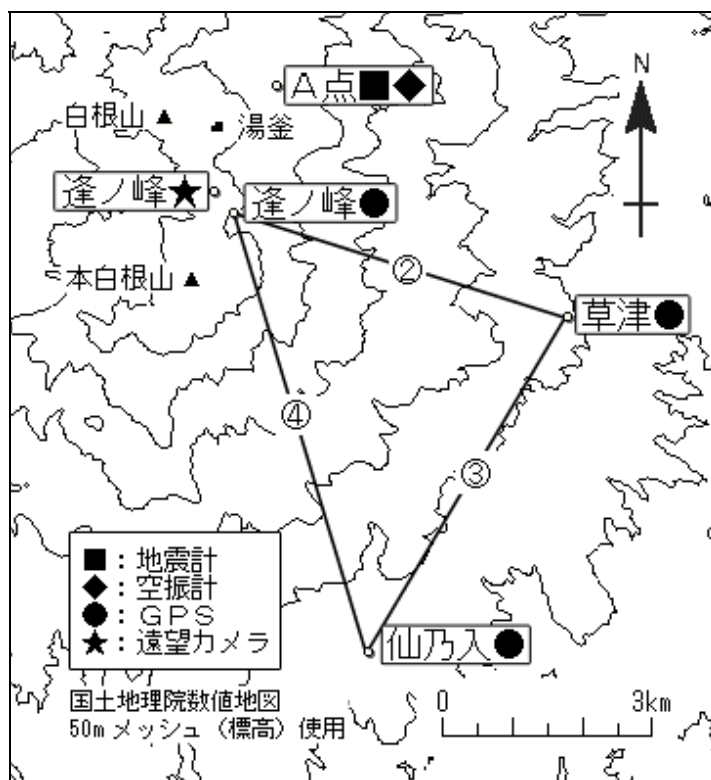 A点■◆
N
白根山▲
■湯釜
逢ノ峰★
逢ノ峰●
本白根山▲
②
草津●
④
③
■：地震計
◆：空振計
●：GPS
★：遠望カメラ
仙乃入●
国土地理院数値地図
50mメッシュ（標高）使用
0 3km